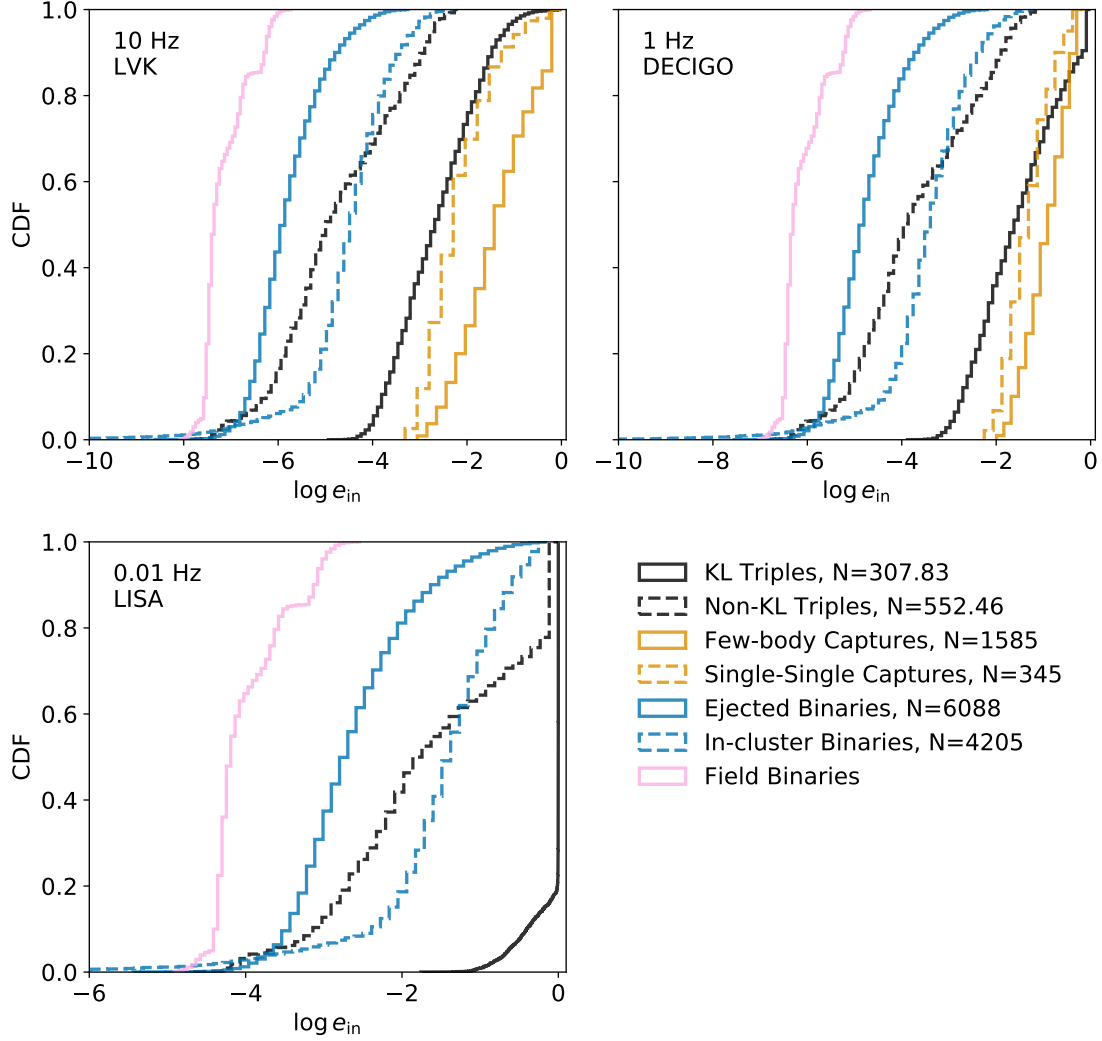 10 Hz
LVK
CDF
1.0
0.8
0.6
0.4
0.2
0.0
−10
−8
−6
−4
−2
0
log e_in
1 Hz
DECIGO
−10
−8
−6
−4
−2
0
log e_in
0.01 Hz
LISA
CDF
1.0
0.8
0.6
0.4
0.2
0.0
−6
−4
−2
0
log e_in
KL Triples, N=307.83
Non-KL Triples, N=552.46
Few-body Captures, N=1585
Single-Single Captures, N=345
Ejected Binaries, N=6088
In-cluster Binaries, N=4205
Field Binaries